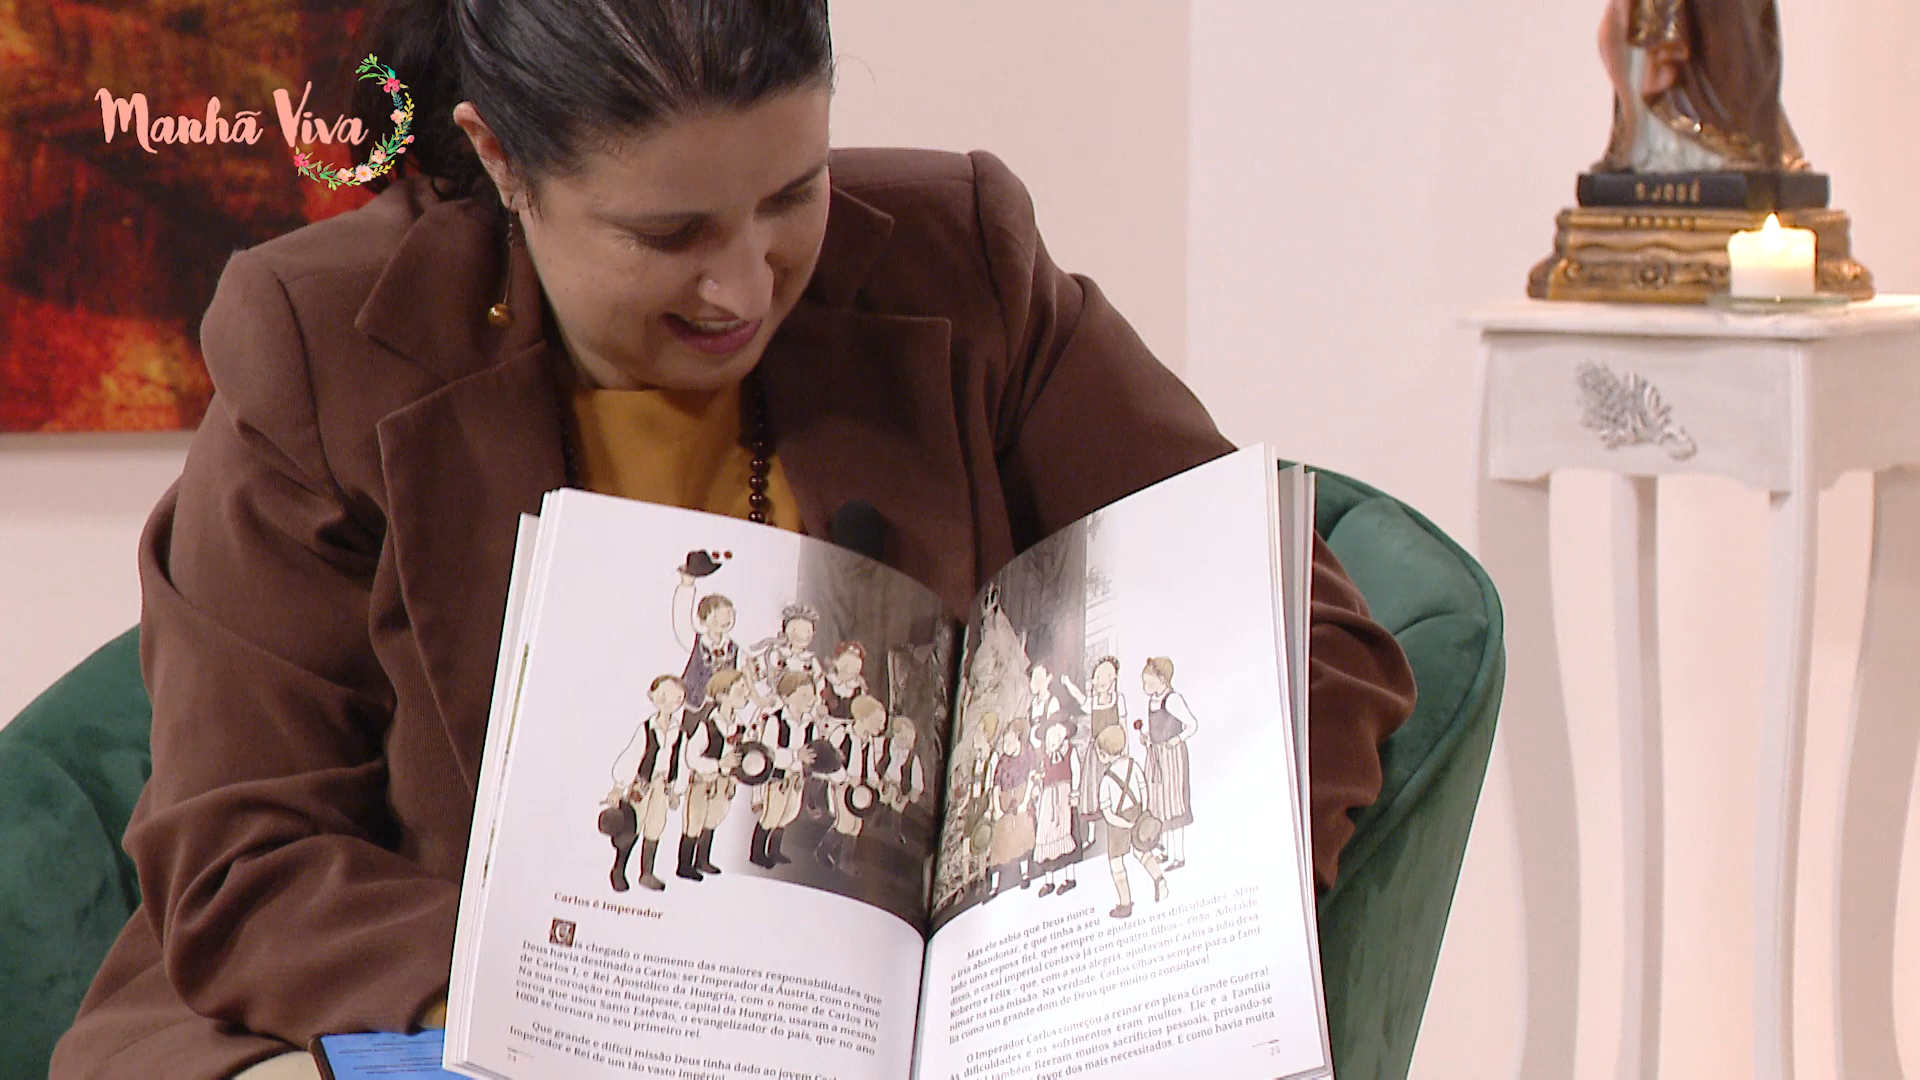 Manhã Viva
S. JOSÉ
Carlos é Imperador
Eis chegado o momento das maiores responsabilidades que
Deus havia destinado a Carlos: ser Imperador da Áustria, com o nome
de Carlos I, e Rei Apostólico da Hungria, com o nome de Carlos IV!
Na sua coroação em Budapeste, capital da Hungria, usaram a mesma
coroa que usou Santo Estêvão, o evangelizador do país, que no ano
1000 se tornara no seu primeiro rei.
Que grande e difícil missão Deus tinha dado ao jovem
Imperador e Rei de um tão vasto Império!
24
Mas ele sabia que Deus nunca
o iria abandonar, e que tinha a seu
lado uma esposa fiel, que sempre o ajudaria nas dificuldades. Além
disso, o casal imperial contava já com quatro filhos – Otão, Adelaide,
Roberto e Félix – que, com a sua alegria, ajudavam Carlos a não desa-
nimar na sua missão. Na verdade, Carlos olhava sempre para a famí-
lia como um grande dom de Deus que muito o consolava!
O Imperador Carlos começou a reinar em plena Grande Guerra!
As dificuldades e os sofrimentos eram muitos. Ele e a Família
também fizeram muitos sacrifícios pessoais, privando-se
favor dos mais necessitados. E como havia muita
25